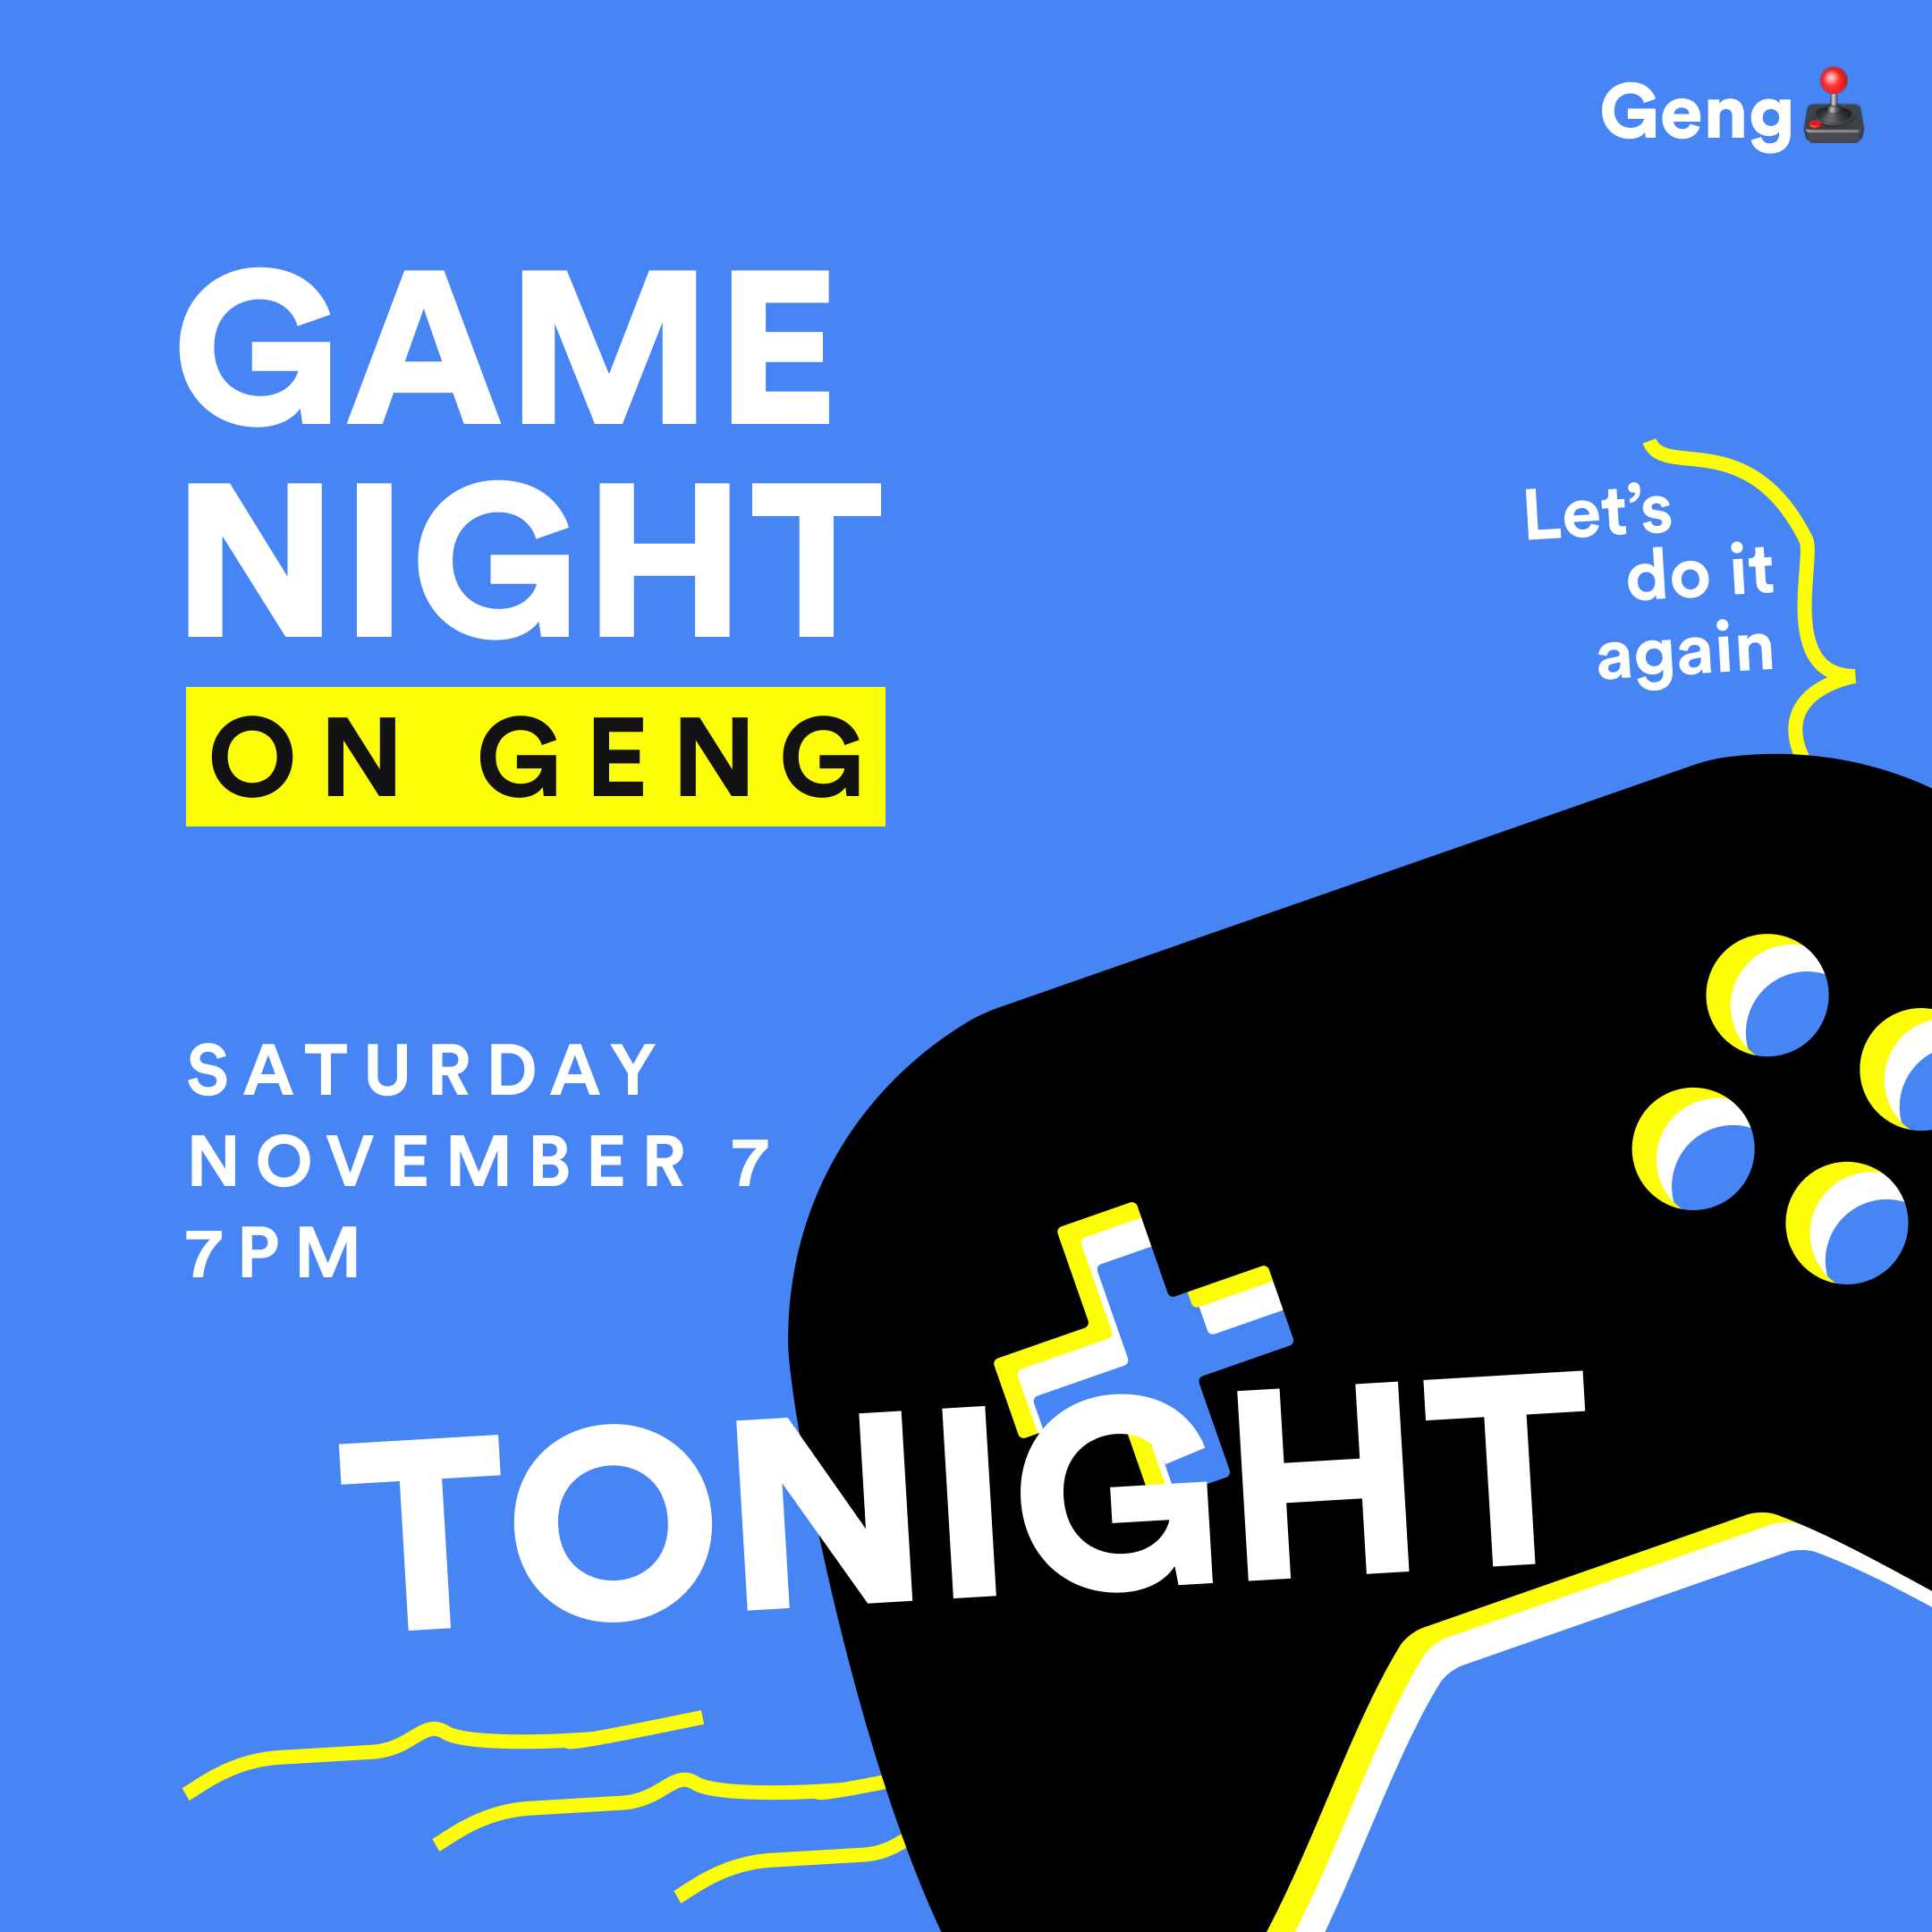 Geng
GAME
NIGHT
ON GENG
Let’s
do it
again
SATURDAY
NOVEMBER 7
7PM
TONIGHT